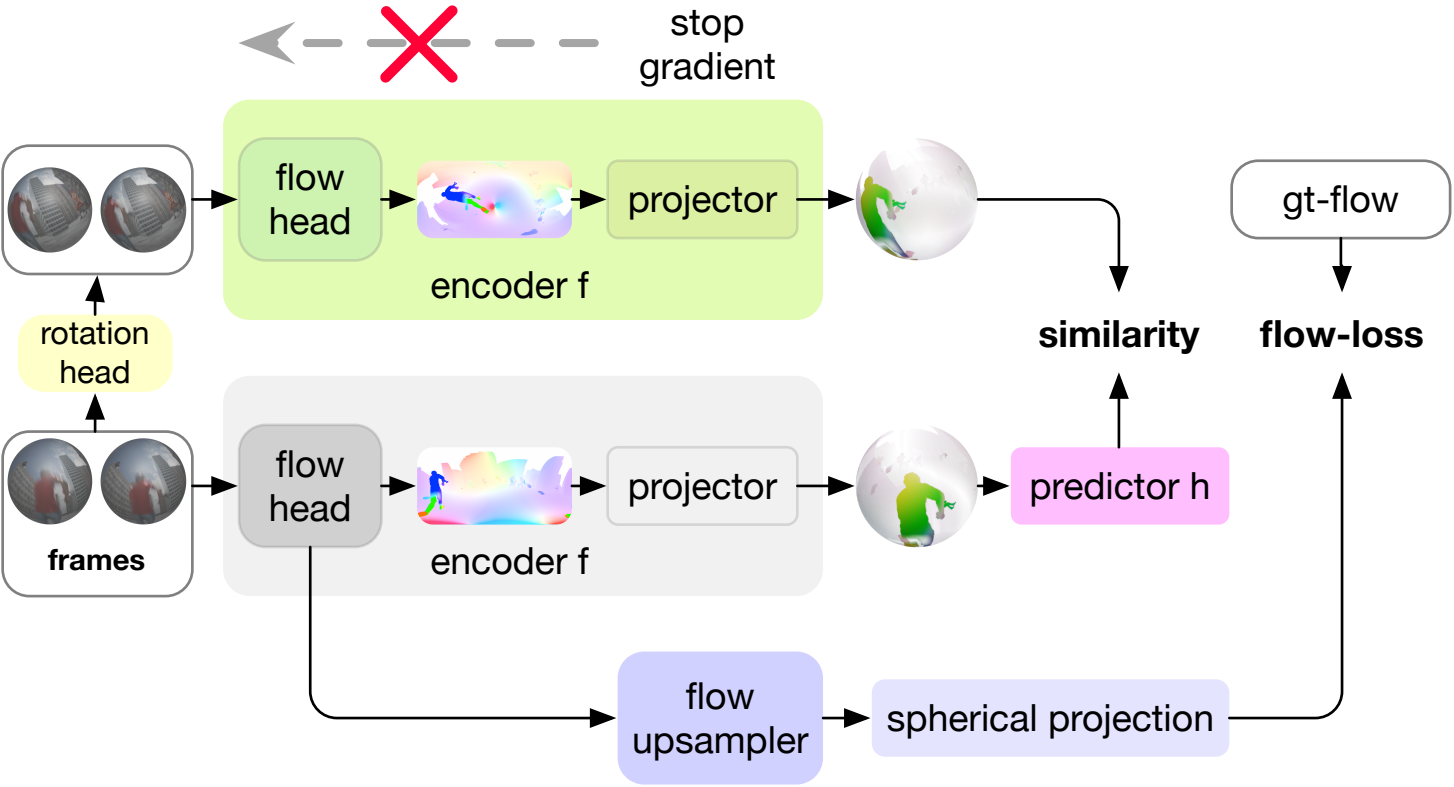 stop
gradient
flow
head
projector
gt-flow
encoder f
rotation
head
similarity
flow-loss
flow
head
projector
predictor h
frames
encoder f
flow
upsampler
spherical projection